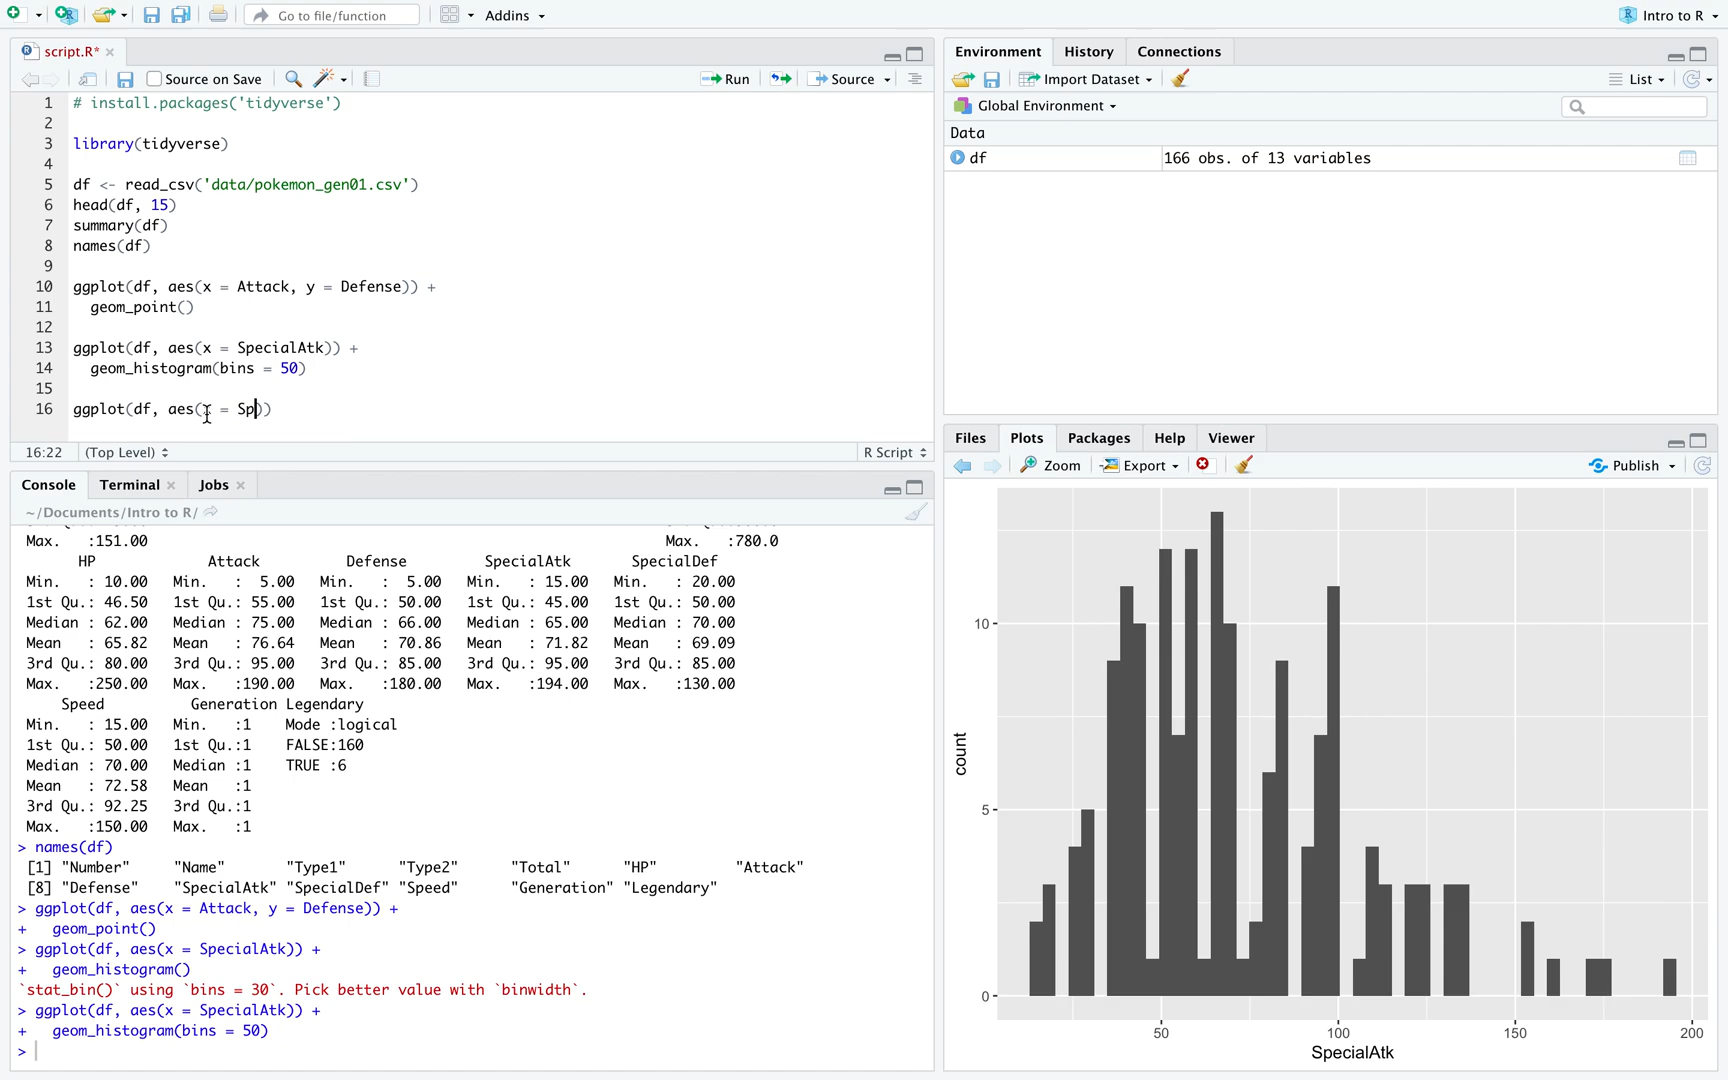 Go to file/function
Addins
Intro to R
script.R*
Source on Save
Run
Source
1 # install.packages('tidyverse')
2
3 library(tidyverse)
4
5 df <- read_csv('data/pokemon_gen01.csv')
6 head(df, 15)
7 summary(df)
8 names(df)
9
10 ggplot(df, aes(x = Attack, y = Defense)) +
11 geom_point()
12
13 ggplot(df, aes(x = SpecialAtk)) +
14 geom_histogram(bins = 50)
15
16 ggplot(df, aes(x = Sp))
16:22 (Top Level) R Script
Console Terminal Jobs
~/Documents/Intro to R/
Max. :151.00 Max. :780.0
HP Attack Defense SpecialAtk SpecialDef
Min. : 10.00 Min. : 5.00 Min. : 5.00 Min. : 15.00 Min. : 20.00
1st Qu.: 46.50 1st Qu.: 55.00 1st Qu.: 50.00 1st Qu.: 45.00 1st Qu.: 50.00
Median : 62.00 Median : 75.00 Median : 66.00 Median : 65.00 Median : 70.00
Mean : 65.82 Mean : 76.64 Mean : 70.86 Mean : 71.82 Mean : 69.09
3rd Qu.: 80.00 3rd Qu.: 95.00 3rd Qu.: 85.00 3rd Qu.: 95.00 3rd Qu.: 85.00
Max. :250.00 Max. :190.00 Max. :180.00 Max. :194.00 Max. :130.00
Speed Generation Legendary
Min. : 15.00 Min. :1 Mode :logical
1st Qu.: 50.00 1st Qu.:1 FALSE:160
Median : 70.00 Median :1 TRUE :6
Mean : 72.58 Mean :1
3rd Qu.: 92.25 3rd Qu.:1
Max. :150.00 Max. :1
> names(df)
[1] "Number" "Name" "Type1" "Type2" "Total" "HP" "Attack"
[8] "Defense" "SpecialAtk" "SpecialDef" "Speed" "Generation" "Legendary"
> ggplot(df, aes(x = Attack, y = Defense)) +
+ geom_point()
> ggplot(df, aes(x = SpecialAtk)) +
+ geom_histogram()
`stat_bin()` using `bins = 30`. Pick better value with `binwidth`.
> ggplot(df, aes(x = SpecialAtk)) +
+ geom_histogram(bins = 50)
>
Environment History Connections
Import Dataset
List
Global Environment
Data
df 166 obs. of 13 variables
Files Plots Packages Help Viewer
Zoom Export Publish
10
5
0
count
50 100 150 200
SpecialAtk